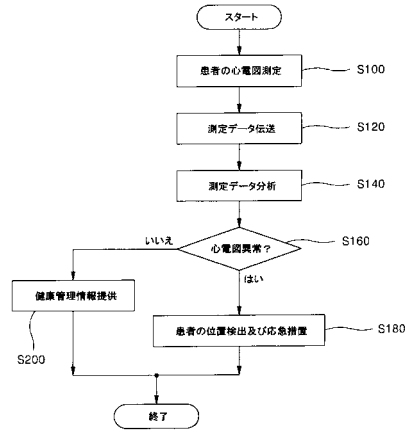 スタート
患者の心電図測定
S100
測定データ伝送
S120
測定データ分析
S140
心電図異常?
S160
いいえ
はい
健康管理情報提供
S200
患者の位置検出及び応急措置
S180
終了